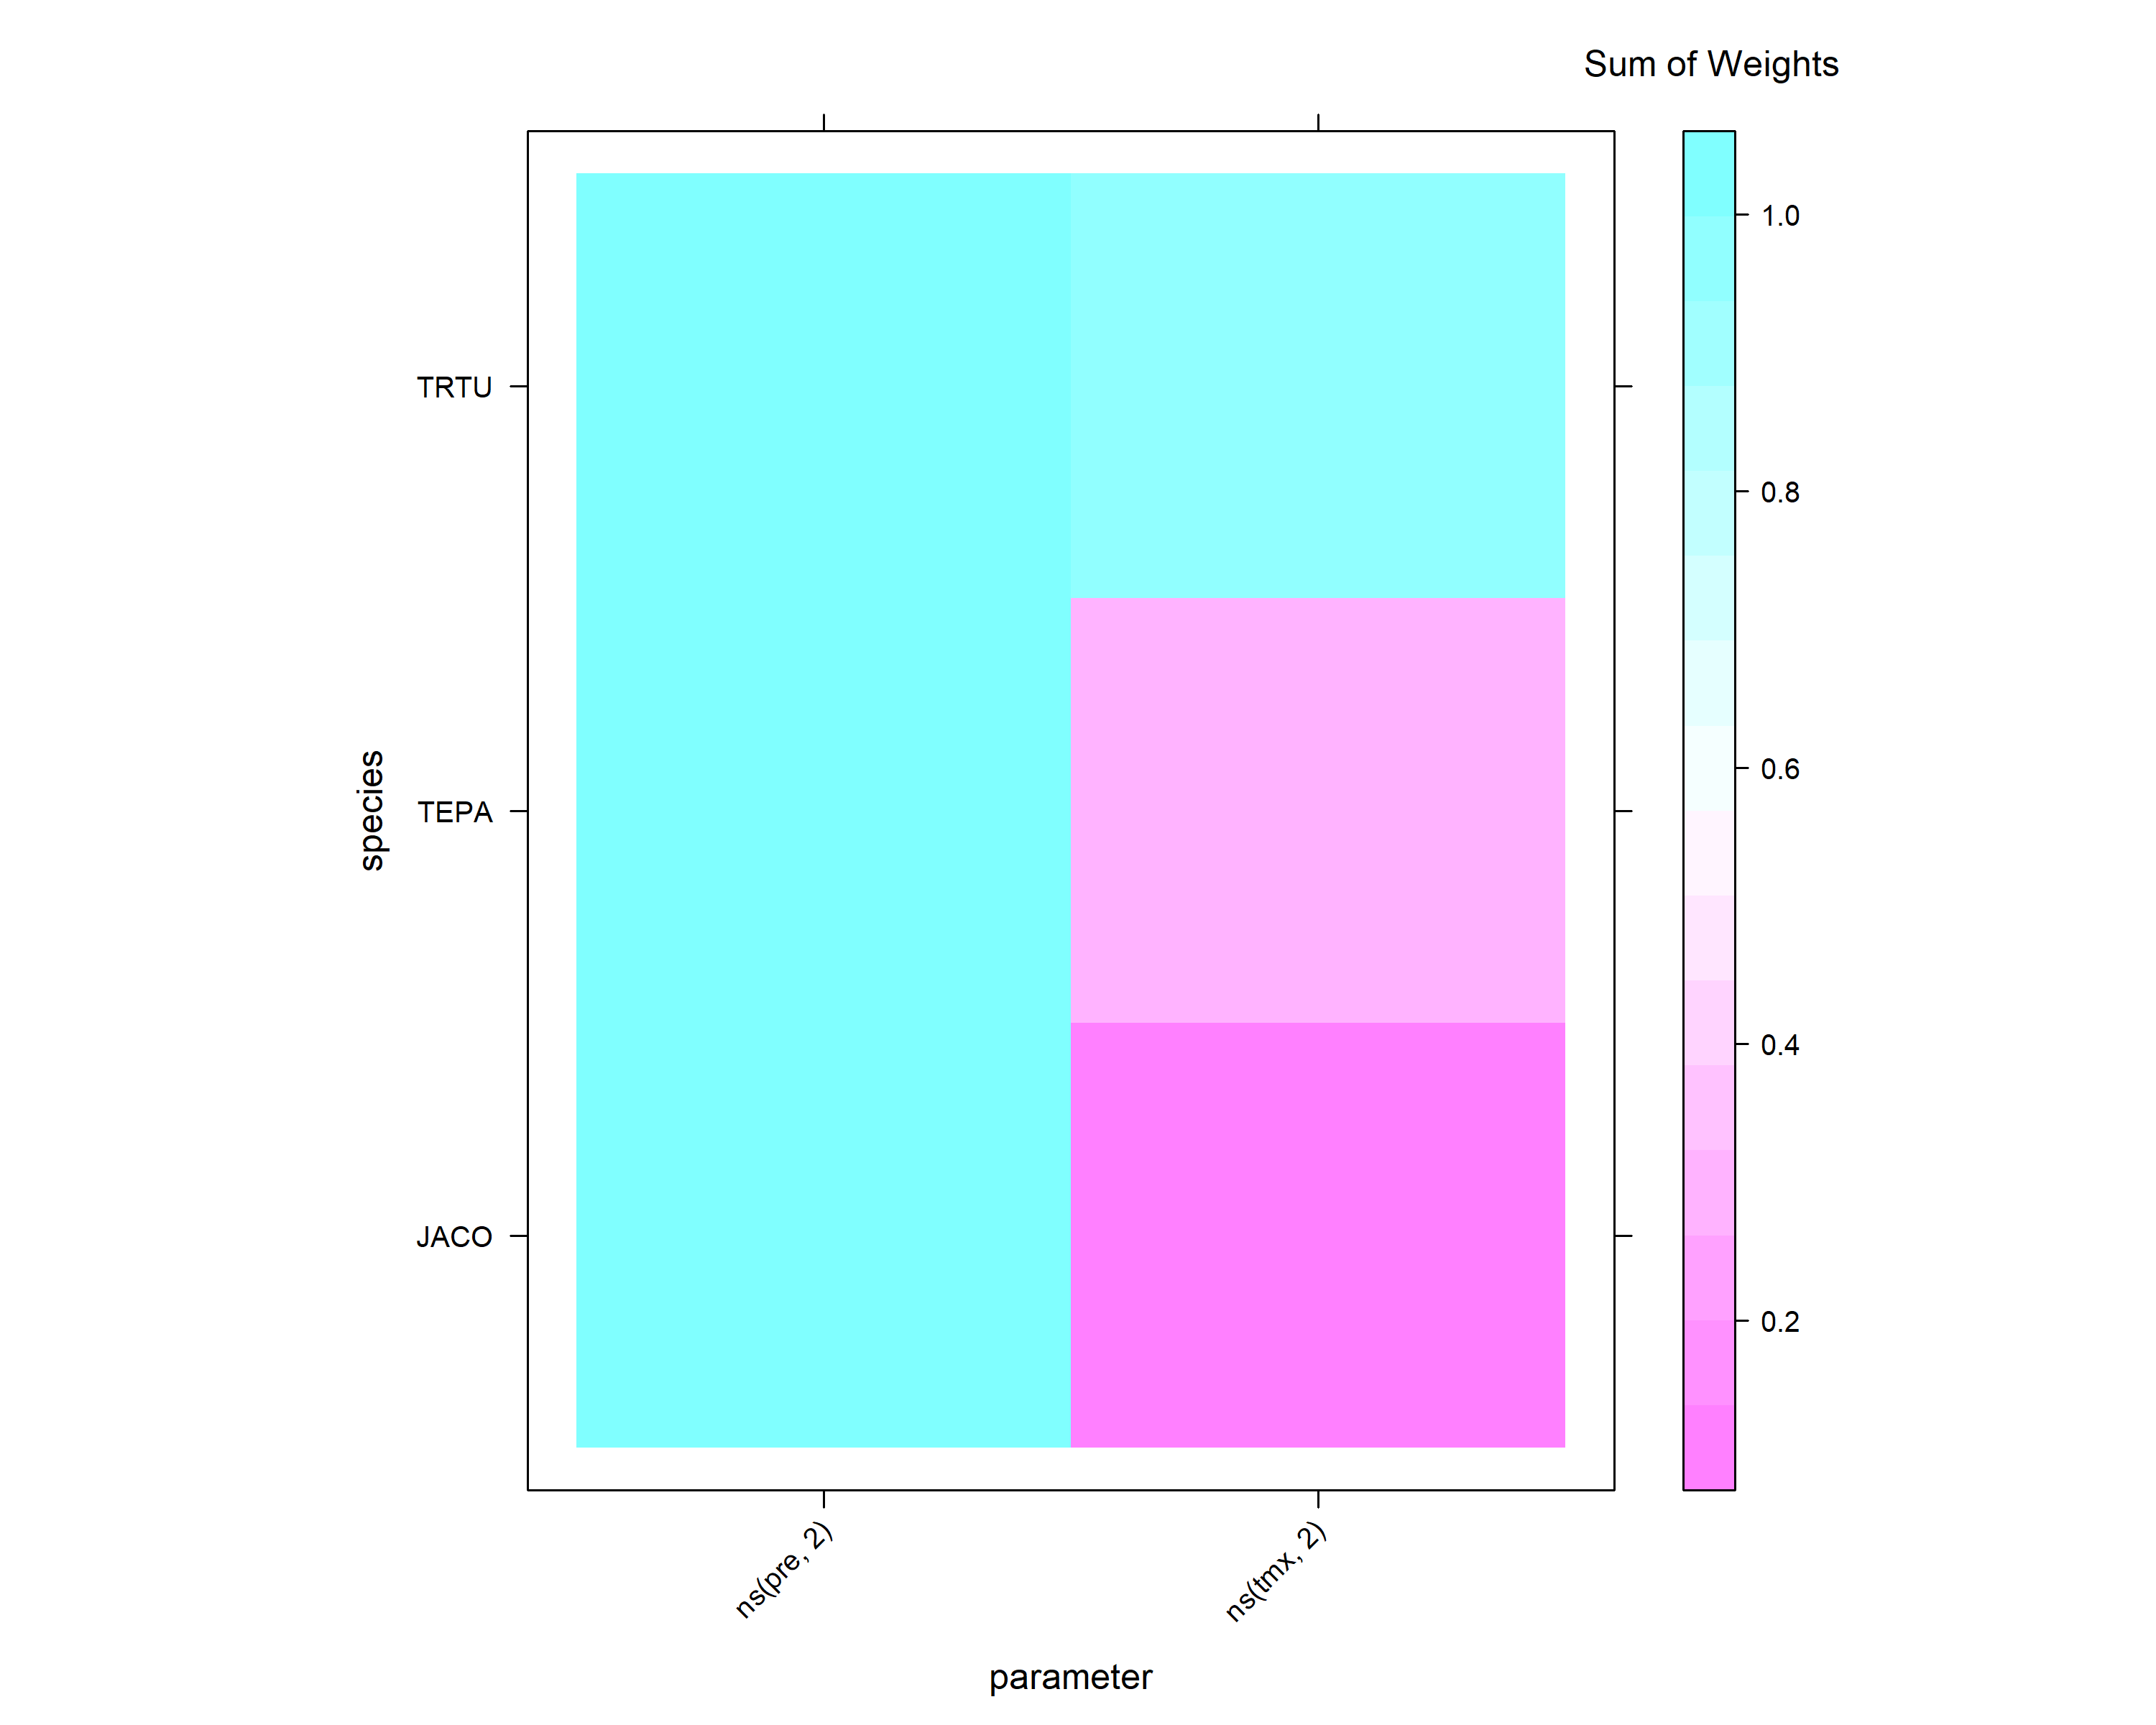 Sum of Weights
1.0
0.8
0.6
0.4
0.2
species
TRTU
TEPA
JACO
ns(pre, 2)
ns(tmx, 2)
parameter